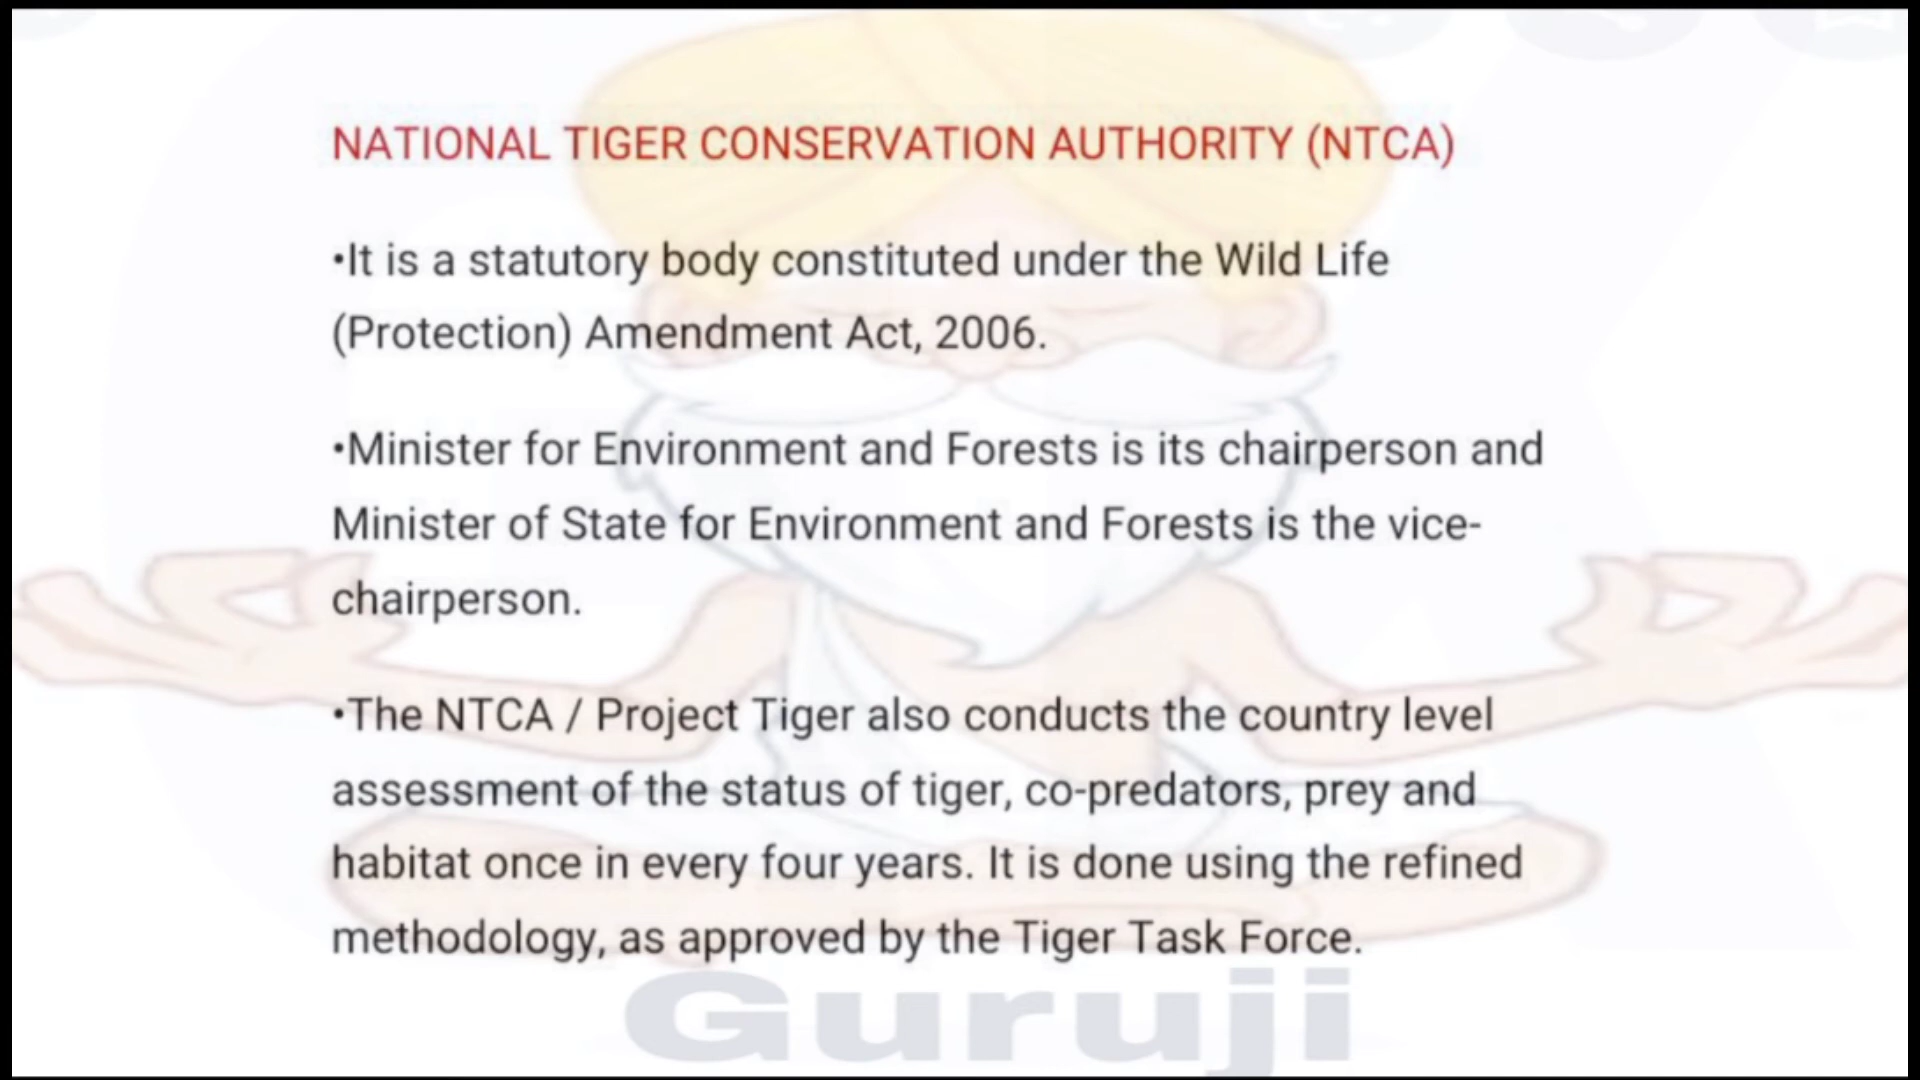 NATIONAL TIGER CONSERVATION AUTHORITY (NTCA)
•It is a statutory body constituted under the Wild Life
(Protection) Amendment Act, 2006.
•Minister for Environment and Forests is its chairperson and
Minister of State for Environment and Forests is the vice-
chairperson.
•The NTCA / Project Tiger also conducts the country level
assessment of the status of tiger, co-predators, prey and
habitat once in every four years. It is done using the refined
methodology, as approved by the Tiger Task Force.
Guruji